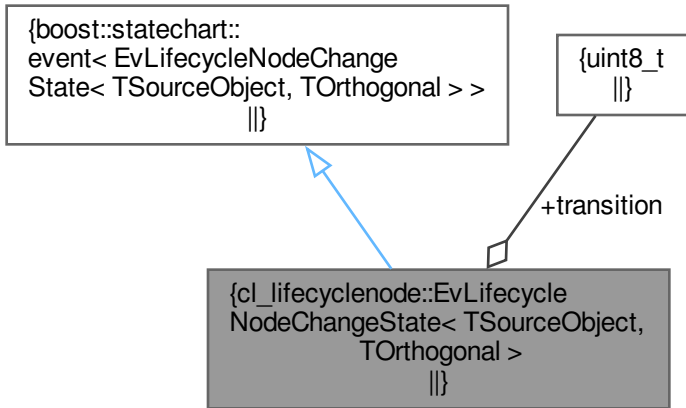 {boost::statechart::
event< EvLifecycleNodeChange
State< TSourceObject, TOrthogonal > >
||}
{uint8_t
||}
+transition
{cl_lifecyclenode::EvLifecycle
NodeChangeState< TSourceObject,
TOrthogonal >
||}